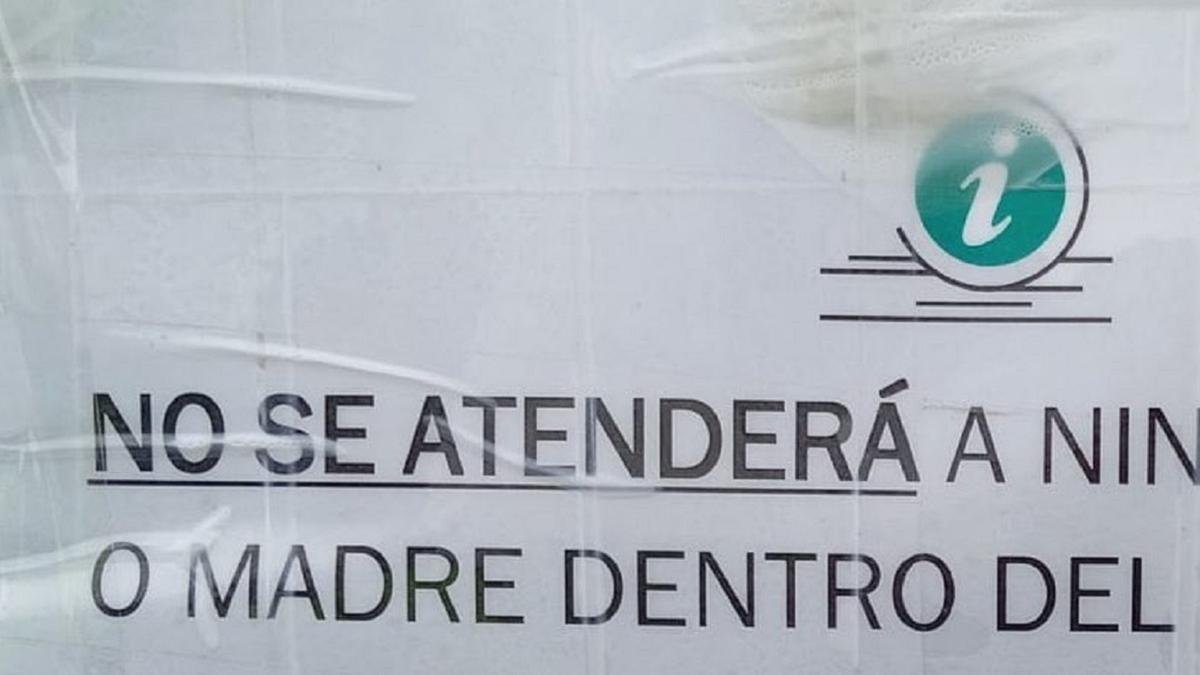 i
NO SE ATENDERÁ A NIN
O MADRE DENTRO DEL